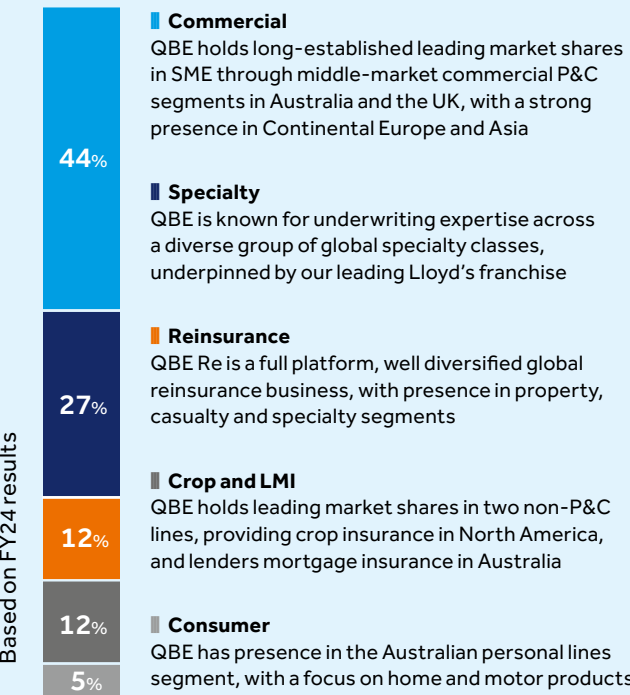 Commercial
QBE holds long-established leading market shares
in SME through middle-market commercial P&C
segments in Australia and the UK, with a strong
presence in Continental Europe and Asia
44%
Specialty
QBE is known for underwriting expertise across
a diverse group of global specialty classes,
underpinned by our leading Lloyd’s franchise
Reinsurance
QBE Re is a full platform, well diversified global
reinsurance business, with presence in property,
casualty and specialty segments
27%
Crop and LMI
QBE holds leading market shares in two non-P&C
lines, providing crop insurance in North America,
and lenders mortgage insurance in Australia
12%
12%
Consumer
QBE has presence in the Australian personal lines
segment, with a focus on home and motor products
5%
Based on FY24 results